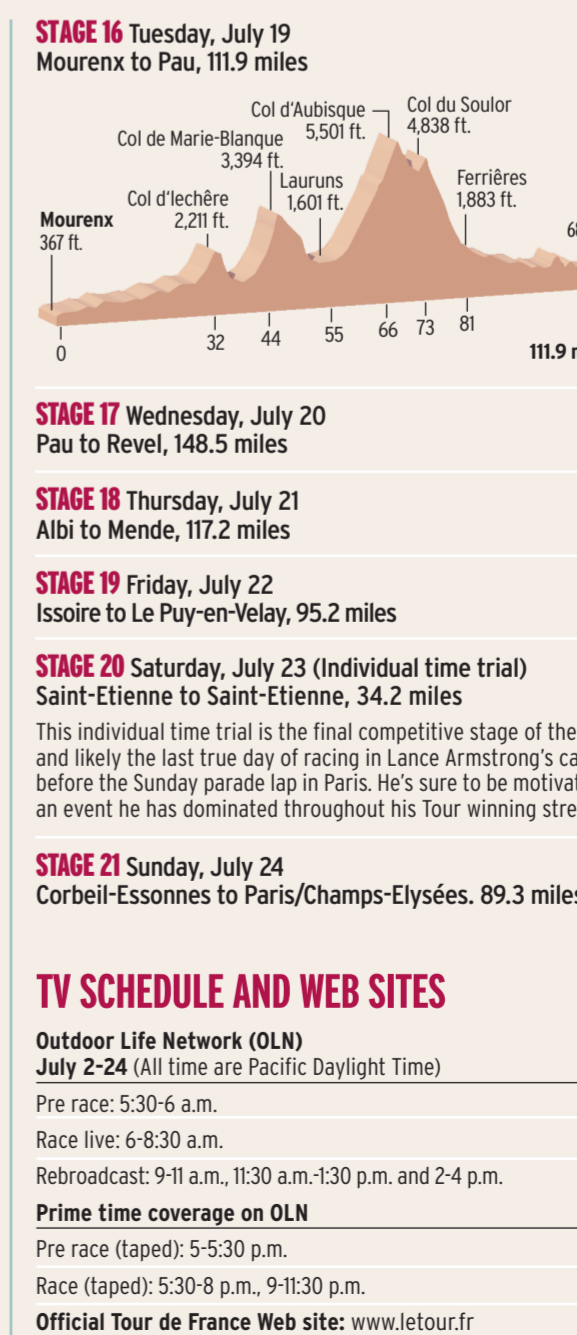 STAGE 16 Tuesday, July 19
Mourenx to Pau, 111.9 miles
Col d'Aubisque
5,501 ft.
Col du Soulor
4,838 ft.
Col de Marie-Blanque
3,394 ft.
Lauruns
1,601 ft.
Ferrières
1,883 ft.
Col d'Iechêre
2,211 ft.
Mourenx
367 ft.
68
0
32
44
55
66
73
81
111.9 m
STAGE 17 Wednesday, July 20
Pau to Revel, 148.5 miles
STAGE 18 Thursday, July 21
Albi to Mende, 117.2 miles
STAGE 19 Friday, July 22
Issoire to Le Puy-en-Velay, 95.2 miles
STAGE 20 Saturday, July 23 (Individual time trial)
Saint-Etienne to Saint-Etienne, 34.2 miles
This individual time trial is the final competitive stage of the
and likely the last true day of racing in Lance Armstrong's ca
before the Sunday parade lap in Paris. He's sure to be motivat
an event he has dominated throughout his Tour winning stre
STAGE 21 Sunday, July 24
Corbeil-Essonnes to Paris/Champs-Elysées. 89.3 miles
TV SCHEDULE AND WEB SITES
Outdoor Life Network (OLN)
July 2-24 (All time are Pacific Daylight Time)
Pre race: 5:30-6 a.m.
Race live: 6-8:30 a.m.
Rebroadcast: 9-11 a.m., 11:30 a.m.-1:30 p.m. and 2-4 p.m.
Prime time coverage on OLN
Pre race (taped): 5-5:30 p.m.
Race (taped): 5:30-8 p.m., 9-11:30 p.m.
Official Tour de France Web site: www.letour.fr